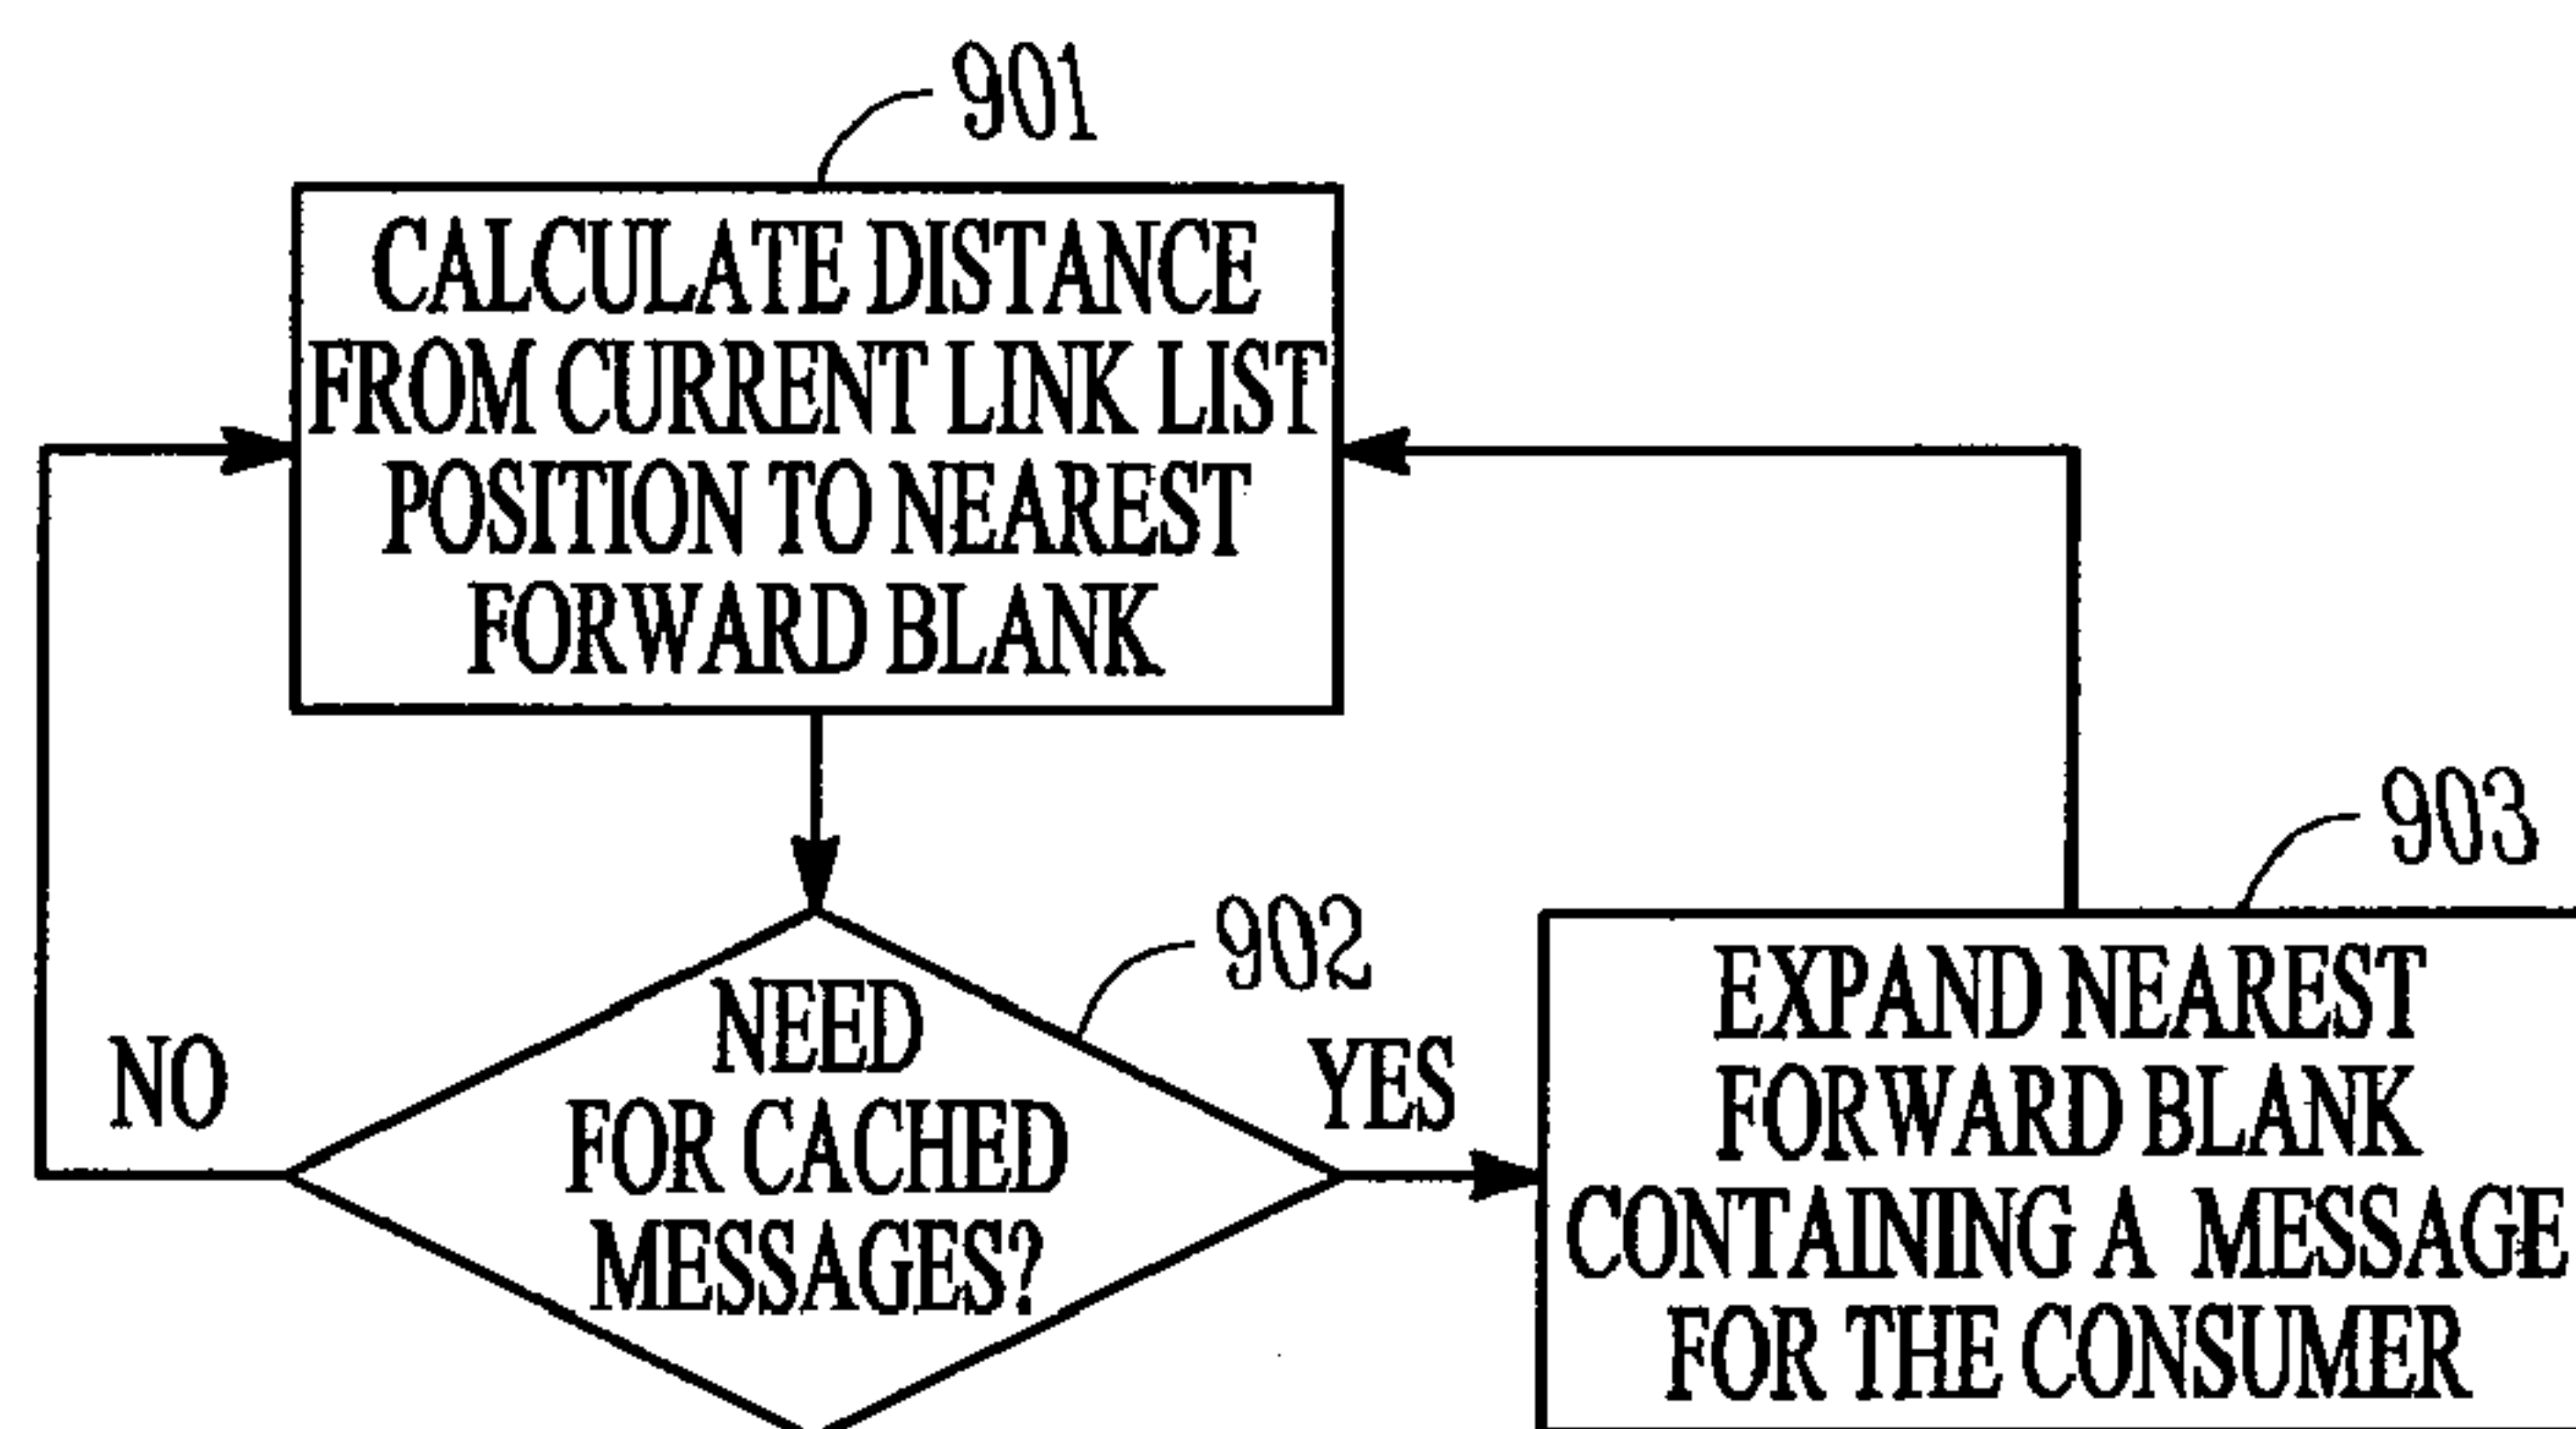 901
CALCULATE DISTANCE
FROM CURRENT LINK LIST
POSITION TO NEAREST
FORWARD BLANK
902
NEED
FOR CACHED
MESSAGES?
NO
YES
903
EXPAND NEAREST
FORWARD BLANK
CONTAINING A MESSAGE
FOR THE CONSUMER